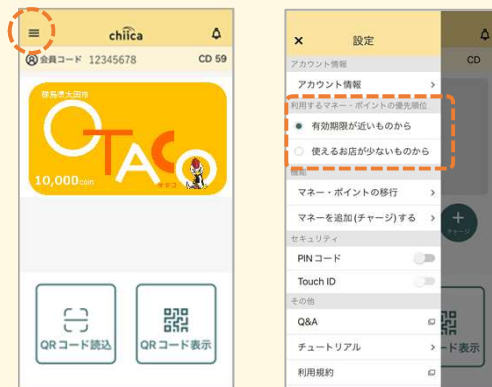 chiica
会員コード 12345678
CD 59
群馬県太田市
OTACO
オタコ
10,000coin
QRコード読込
QRコード表示
設定
CD
アカウント情報
アカウント情報
利用するマネー・ポイントの優先順位
有効期限が近いものから
使えるお店が少ないものから
機能
マネー・ポイントの移行
マネーを追加(チャージ)する
チャージ
セキュリティ
PINコード
Touch ID
その他
Q&A
チュートリアル
ード表示
利用規約